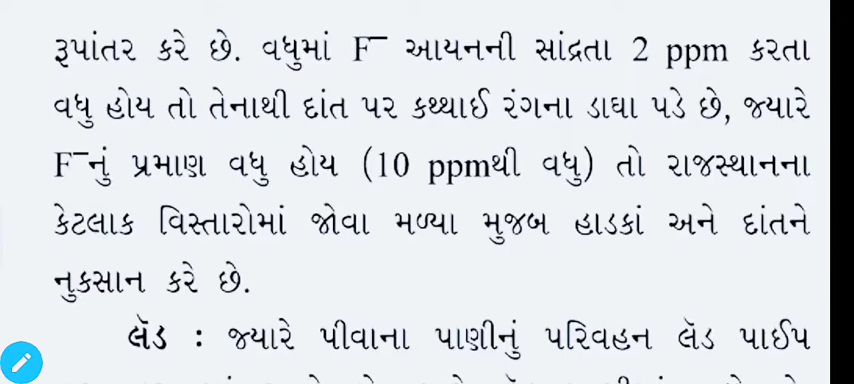 રૂપાંતર કરે છે. વધુમાં F⁻ આયનની સાંદ્રતા 2 ppm કરતા
વધુ હોય તો તેનાથી દાંત પર કથ્થાઈ રંગના ડાઘા પડે છે, જ્યારે
F⁻નું પ્રમાણ વધુ હોય (10 ppmથી વધુ) તો રાજસ્થાનના
કેટલાક વિસ્તારોમાં જોવા મળ્યા મુજબ હાડકાં અને દાંતને
નુકસાન કરે છે.
લૅડ : જ્યારે પીવાના પાણીનું પરિવહન લૅડ પાઈપ